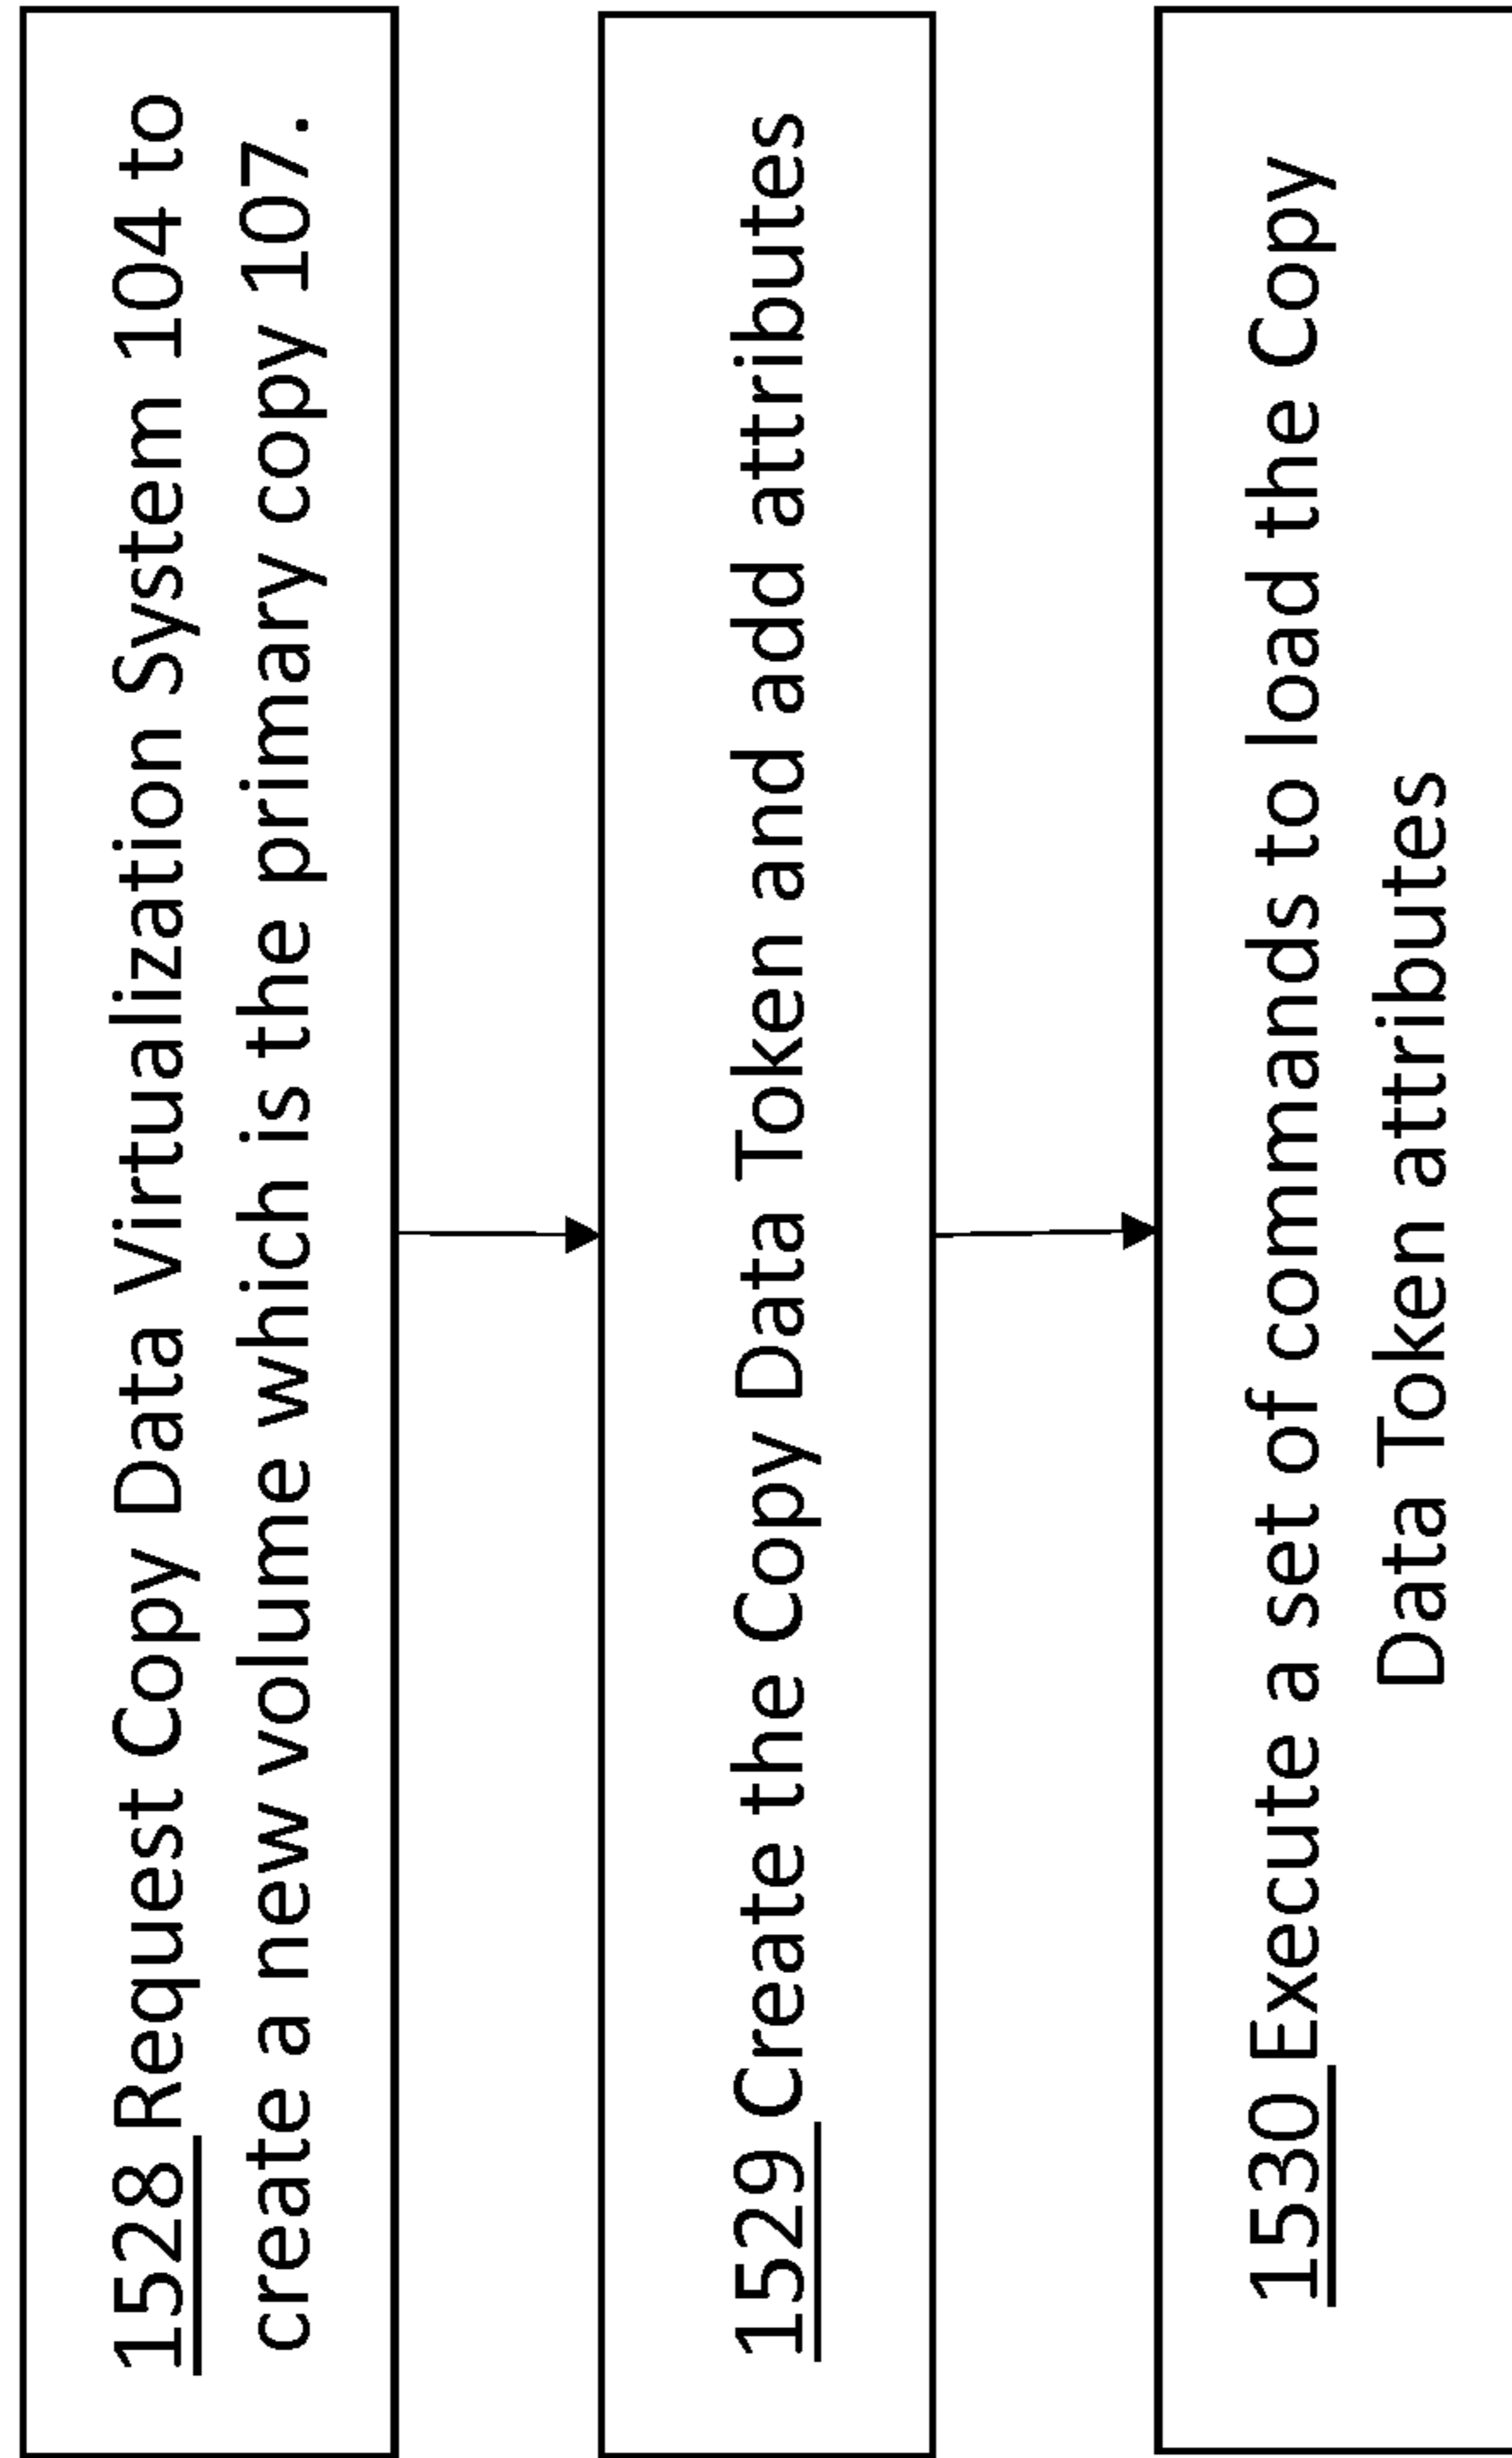 1528 Request Copy Data Virtualization System 104 to
create a new volume which is the primary copy 107.
1529 Create the Copy Data Token and add attributes
1530 Execute a set of commands to load the Copy
Data Token attributes